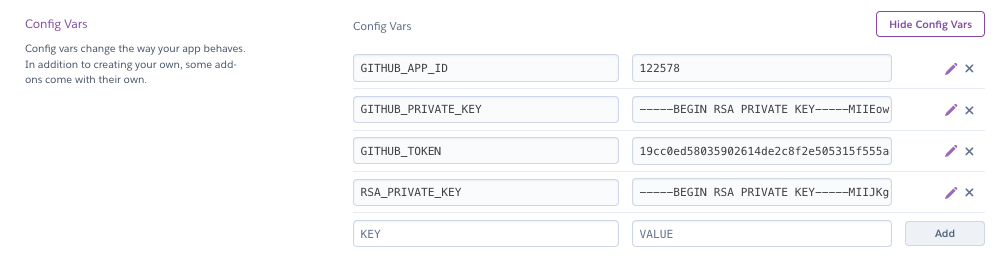 Config Vars
Config vars change the way your app behaves.
In addition to creating your own, some add-
ons come with their own.
Config Vars
Hide Config Vars
GITHUB_APP_ID 122578
GITHUB_PRIVATE_KEY -----BEGIN RSA PRIVATE KEY-----MIIEow
GITHUB_TOKEN 19cc0ed58035902614de2c8f2e505315f555a
RSA_PRIVATE_KEY -----BEGIN RSA PRIVATE KEY-----MIIJKg
KEY VALUE Add